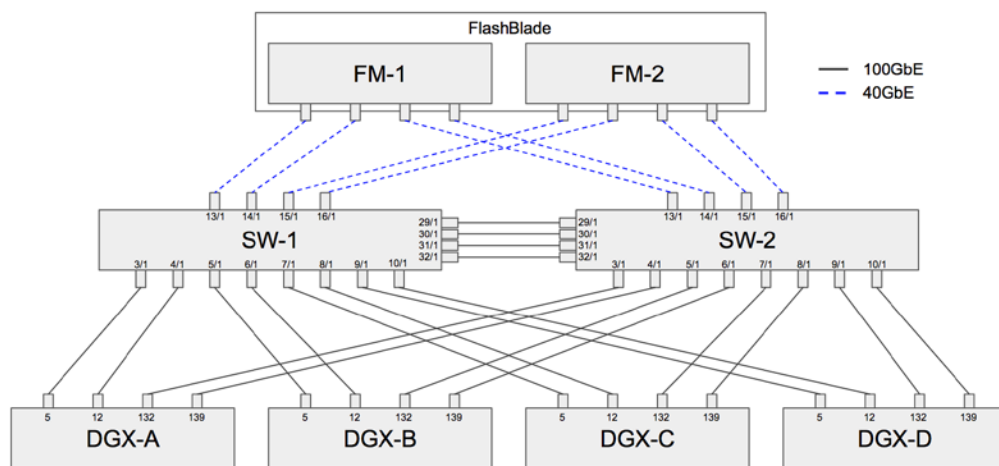 FlashBlade
FM-1 FM-2
100GbE
40GbE
13/1 14/1 15/1 16/1
13/1 14/1 15/1 16/1
SW-1
29/1
30/1
31/1
32/1
29/1
30/1
31/1
32/1
SW-2
3/1 4/1 5/1 6/1 7/1 8/1 9/1 10/1
3/1 4/1 5/1 6/1 7/1 8/1 9/1 10/1
5 12 132 139
DGX-A
5 12 132 139
DGX-B
5 12 132 139
DGX-C
5 12 132 139
DGX-D